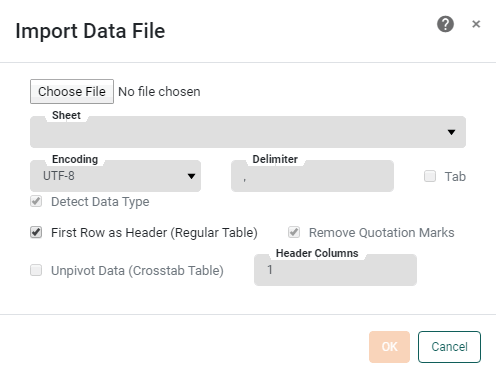 Import Data File
? ×
Choose File No file chosen
Sheet
Encoding Delimiter
UTF-8 , Tab
Detect Data Type
First Row as Header (Regular Table) Remove Quotation Marks
Header Columns
Unpivot Data (Crosstab Table) 1
OK Cancel